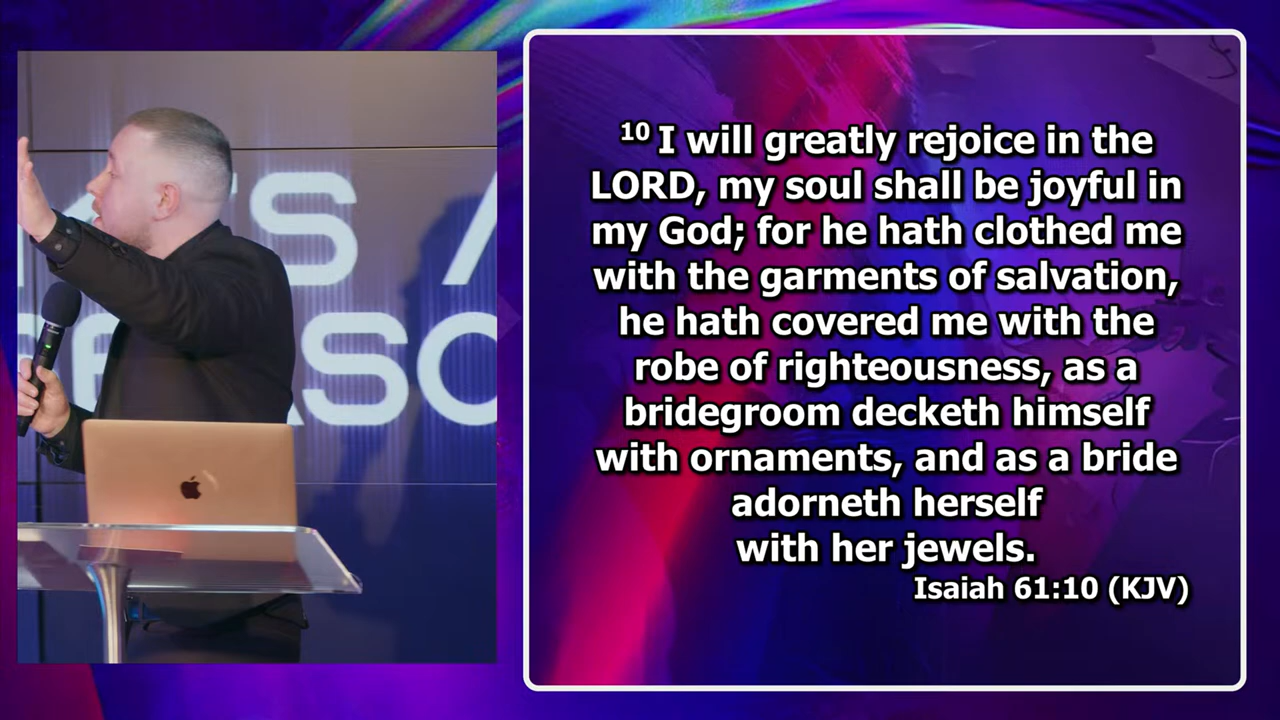 10 I will greatly rejoice in the
LORD, my soul shall be joyful in
my God; for he hath clothed me
with the garments of salvation,
he hath covered me with the
robe of righteousness, as a
bridegroom decketh himself
with ornaments, and as a bride
adorneth herself
with her jewels.
Isaiah 61:10 (KJV)